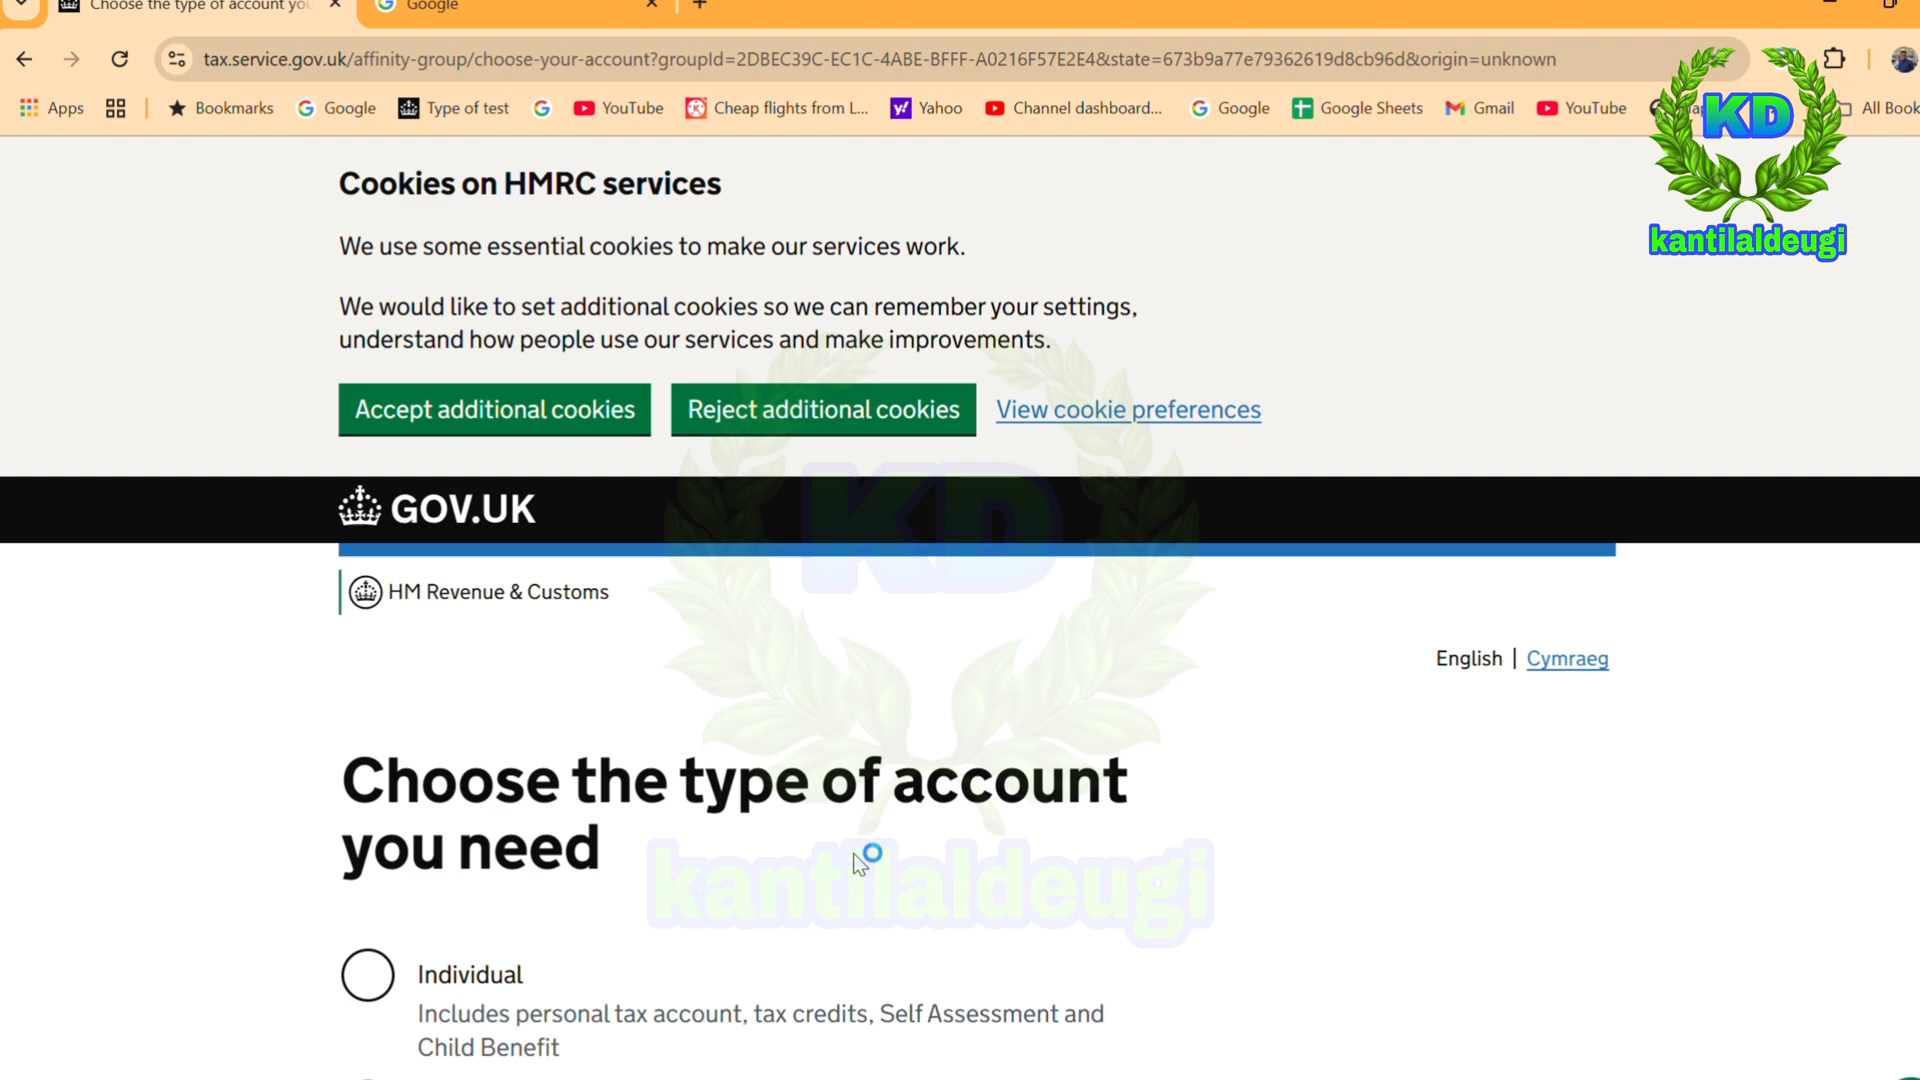 Choose the type of account you
Google
tax.service.gov.uk/affinity-group/choose-your-account?groupId=2DBEC39C-EC1C-4ABE-BFFF-A0216F57E2E4&state=673b9a77e79362619d8cb96d&origin=unknown
Apps Bookmarks Google Type of test YouTube Cheap flights from L... Yahoo Channel dashboard... Google Google Sheets Gmail YouTube All Book
KD
kantilaldeugi
Cookies on HMRC services
We use some essential cookies to make our services work.
We would like to set additional cookies so we can remember your settings,
understand how people use our services and make improvements.
Accept additional cookies Reject additional cookies View cookie preferences
GOV.UK
KD
HM Revenue & Customs
English | Cymraeg
Choose the type of account
you need
kantilaldeugi
Individual
Includes personal tax account, tax credits, Self Assessment and
Child Benefit